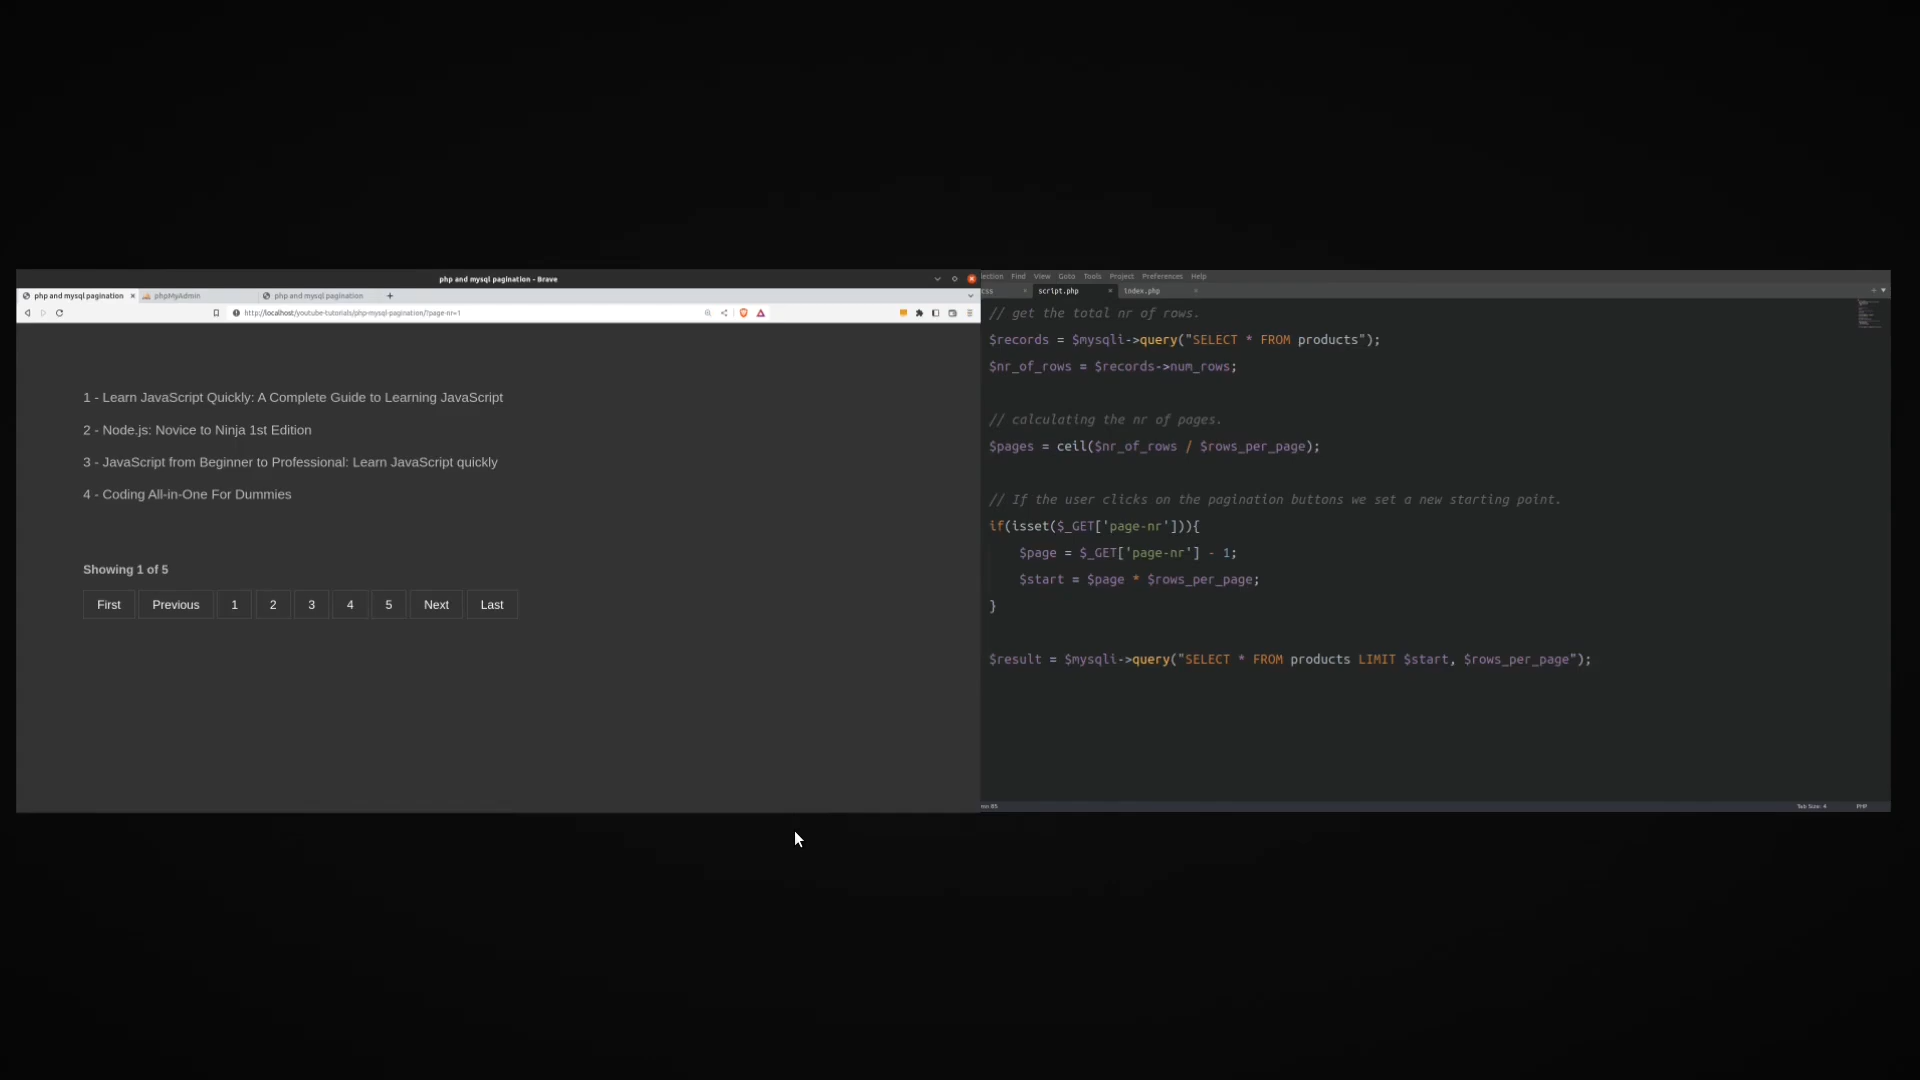 php and mysql pagination - Brave
php and mysql pagination
phpMyAdmin
php and mysql pagination
http://localhost/youtube-tutorials/php-mysql-pagination/?page-nr=1
1 - Learn JavaScript Quickly: A Complete Guide to Learning JavaScript
2 - Node.js: Novice to Ninja 1st Edition
3 - JavaScript from Beginner to Professional: Learn JavaScript quickly
4 - Coding All-in-One For Dummies
Showing 1 of 5
First Previous 1 2 3 4 5 Next Last
lection Find View Goto Tools Project Preferences Help
css script.php index.php
// get the total nr of rows.
$records = $mysqli->query("SELECT * FROM products");
$nr_of_rows = $records->num_rows;
// calculating the nr of pages.
$pages = ceil($nr_of_rows / $rows_per_page);
// If the user clicks on the pagination buttons we set a new starting point.
if(isset($_GET['page-nr'])){
$page = $_GET['page-nr'] - 1;
$start = $page * $rows_per_page;
}
$result = $mysqli->query("SELECT * FROM products LIMIT $start, $rows_per_page");
mn 85 Tab Size: 4 PHP